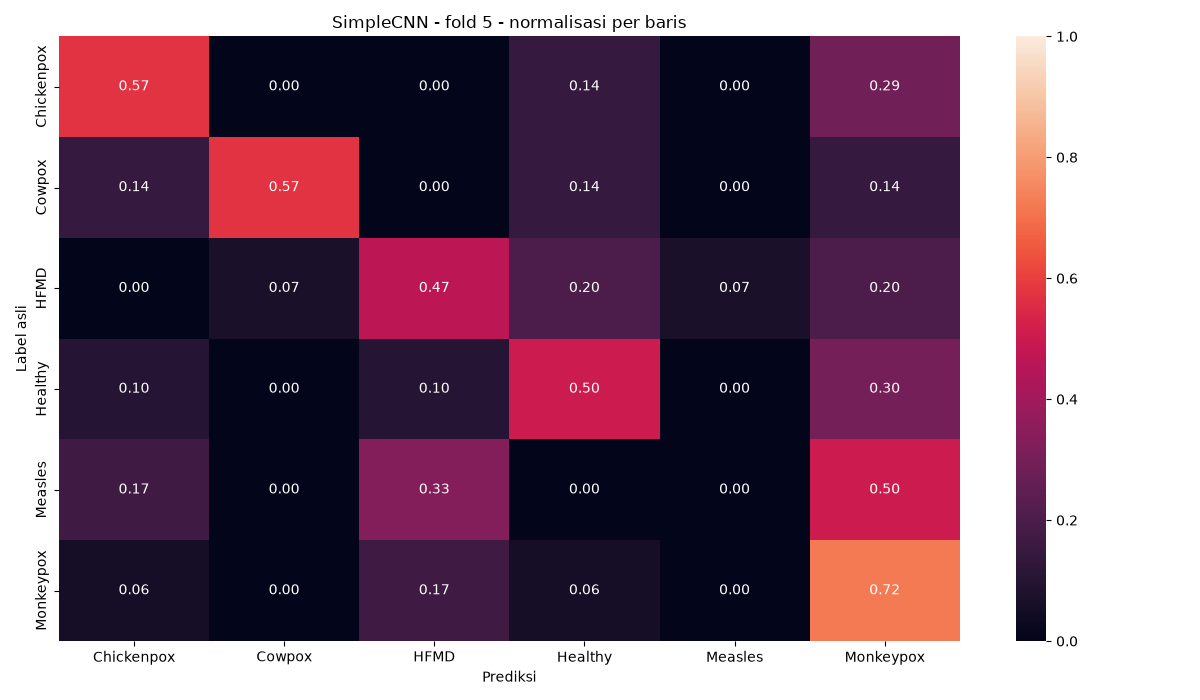 SimpleCNN - fold 5 - normalisasi per baris
Label asli
Chickenpox 0.57 0.00 0.00 0.14 0.00 0.29
Cowpox 0.14 0.57 0.00 0.14 0.00 0.14
HFMD 0.00 0.07 0.47 0.20 0.07 0.20
Healthy 0.10 0.00 0.10 0.50 0.00 0.30
Measles 0.17 0.00 0.33 0.00 0.00 0.50
Monkeypox 0.06 0.00 0.17 0.06 0.00 0.72
Chickenpox Cowpox HFMD Healthy Measles Monkeypox
Prediksi
1.0
0.8
0.6
0.4
0.2
0.0